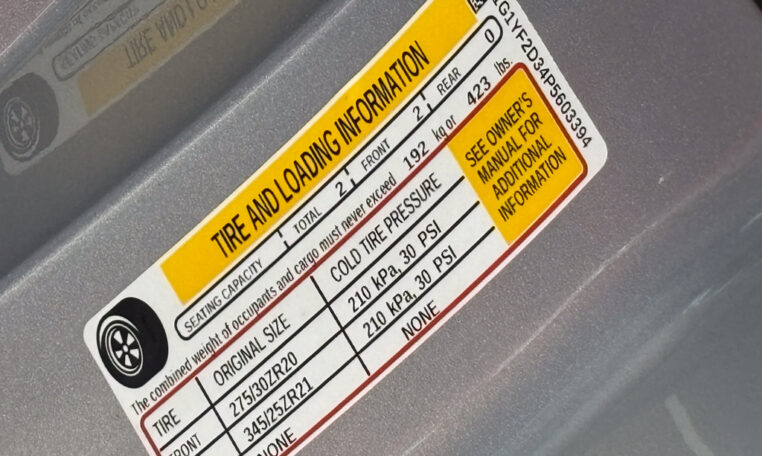 TIRE AND LOADING INFORMATION
SEATING CAPACITY TOTAL 2 FRONT 2 REAR 0
The combined weight of occupants and cargo must never exceed 192 kg or 423 lbs.
TIRE ORIGINAL SIZE COLD TIRE PRESSURE
FRONT 275/30ZR20 210 kPa, 30 PSI
345/25ZR21 210 kPa, 30 PSI
NONE NONE
SEE OWNER'S
MANUAL FOR
ADDITIONAL
INFORMATION
1G1YF2D34P5603394